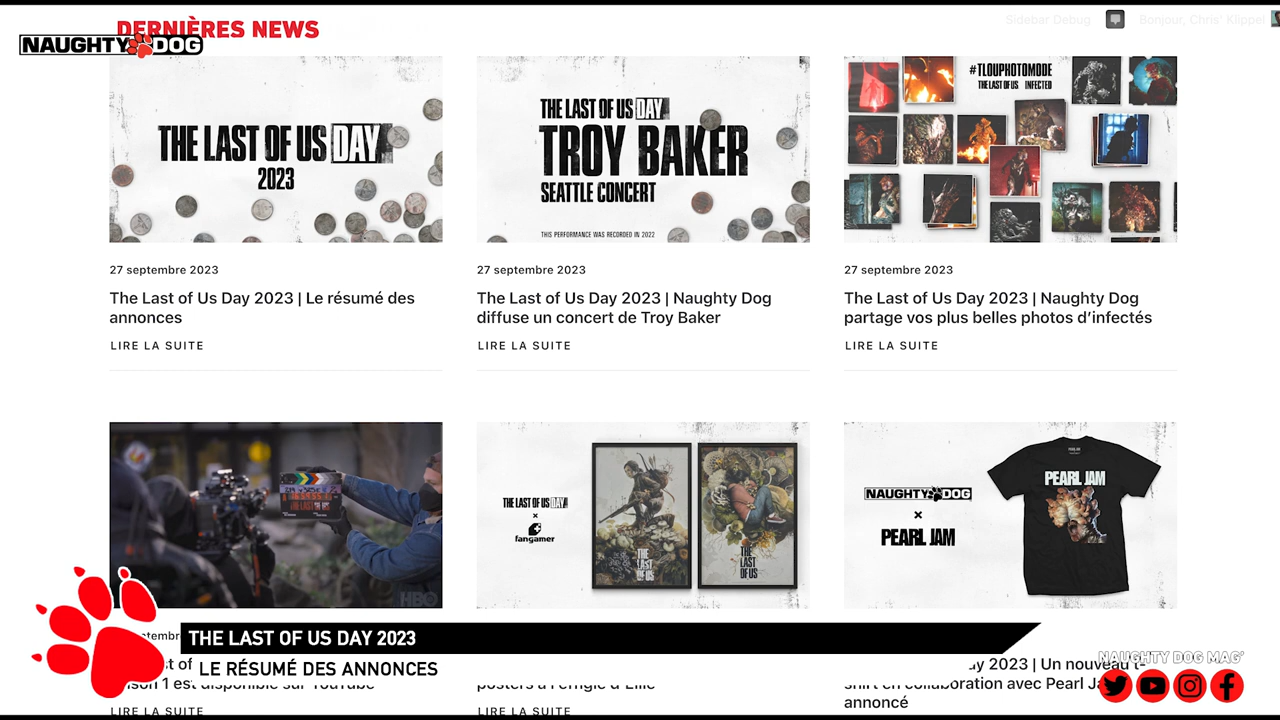 DERNIÈRES NEWS
Sidebar Debug
Bonjour, Chris' Klippel
NAUGHTY DOG
THE LAST OF US DAY
2023
THE LAST OF US DAY
TROY BAKER
SEATTLE CONCERT
THIS PERFORMANCE WAS RECORDED IN 2022
#TLOUPHOTOMODE
THE LAST OF US INFECTED
27 septembre 2023
27 septembre 2023
27 septembre 2023
The Last of Us Day 2023 | Le résumé des
annonces
The Last of Us Day 2023 | Naughty Dog
diffuse un concert de Troy Baker
The Last of Us Day 2023 | Naughty Dog
partage vos plus belles photos d’infectés
LIRE LA SUITE
LIRE LA SUITE
LIRE LA SUITE
HBO
THE LAST OF US DAY
x
fangamer
THE LAST OF US
THE LAST OF US
NAUGHTY DOG
x
PEARL JAM
PEARL JAM
PEARL JAM
THE LAST OF US DAY 2023
LE RÉSUMÉ DES ANNONCES
NAUGHTY DOG MAG'
2023 | Un nouveau t-
shirt en collaboration avec Pearl
annoncé
est disponible sur YouTube
posters à l'effigie d'Ellie
LIRE LA SUITE
LIRE LA SUITE